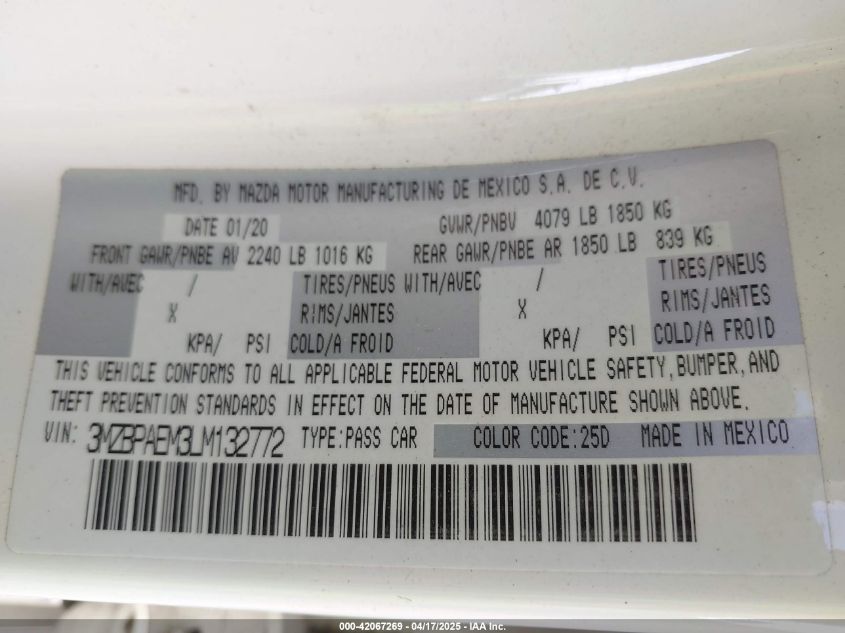 MFD. BY MAZDA MOTOR MANUFACTURING DE MEXICO S.A. DE C.V.
DATE 01/20 GVWR/PNBV 4079 LB 1850 KG
FRONT GAWR/PNBE AV 2240 LB 1016 KG REAR GAWR/PNBE AR 1850 LB 839 KG
WITH/AVEC / TIRES/PNEUS WITH/AVEC / TIRES/PNEUS
X RIMS/JANTES X RIMS/JANTES
KPA/ PSI COLD/A FROID KPA/ PSI COLD/A FROID
THIS VEHICLE CONFORMS TO ALL APPLICABLE FEDERAL MOTOR VEHICLE SAFETY, BUMPER, AND
THEFT PREVENTION STANDARDS IN EFFECT ON THE DATE OF MANUFACTURE SHOWN ABOVE.
VIN: 3MZBPAEM3LM132772 TYPE:PASS CAR COLOR CODE:25D MADE IN MEXICO
000-42067269 - 04/17/2025 - IAA Inc.